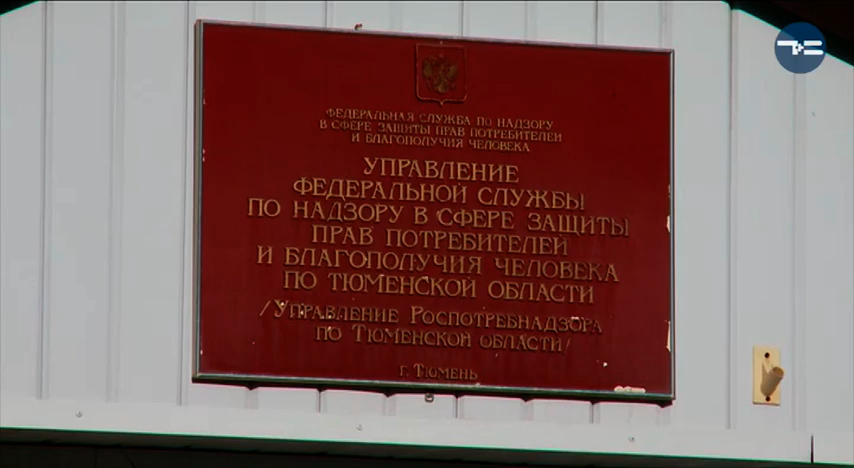 ФЕДЕРАЛЬНАЯ СЛУЖБА ПО НАДЗОРУ
В СФЕРЕ ЗАЩИТЫ ПРАВ ПОТРЕБИТЕЛЕЙ
И БЛАГОПОЛУЧИЯ ЧЕЛОВЕКА
УПРАВЛЕНИЕ
ФЕДЕРАЛЬНОЙ СЛУЖБЫ
ПО НАДЗОРУ В СФЕРЕ ЗАЩИТЫ
ПРАВ ПОТРЕБИТЕЛЕЙ
И БЛАГОПОЛУЧИЯ ЧЕЛОВЕКА
ПО ТЮМЕНСКОЙ ОБЛАСТИ
/УПРАВЛЕНИЕ РОСПОТРЕБНАДЗОРА
ПО ТЮМЕНСКОЙ ОБЛАСТИ/
Г. ТЮМЕНЬ